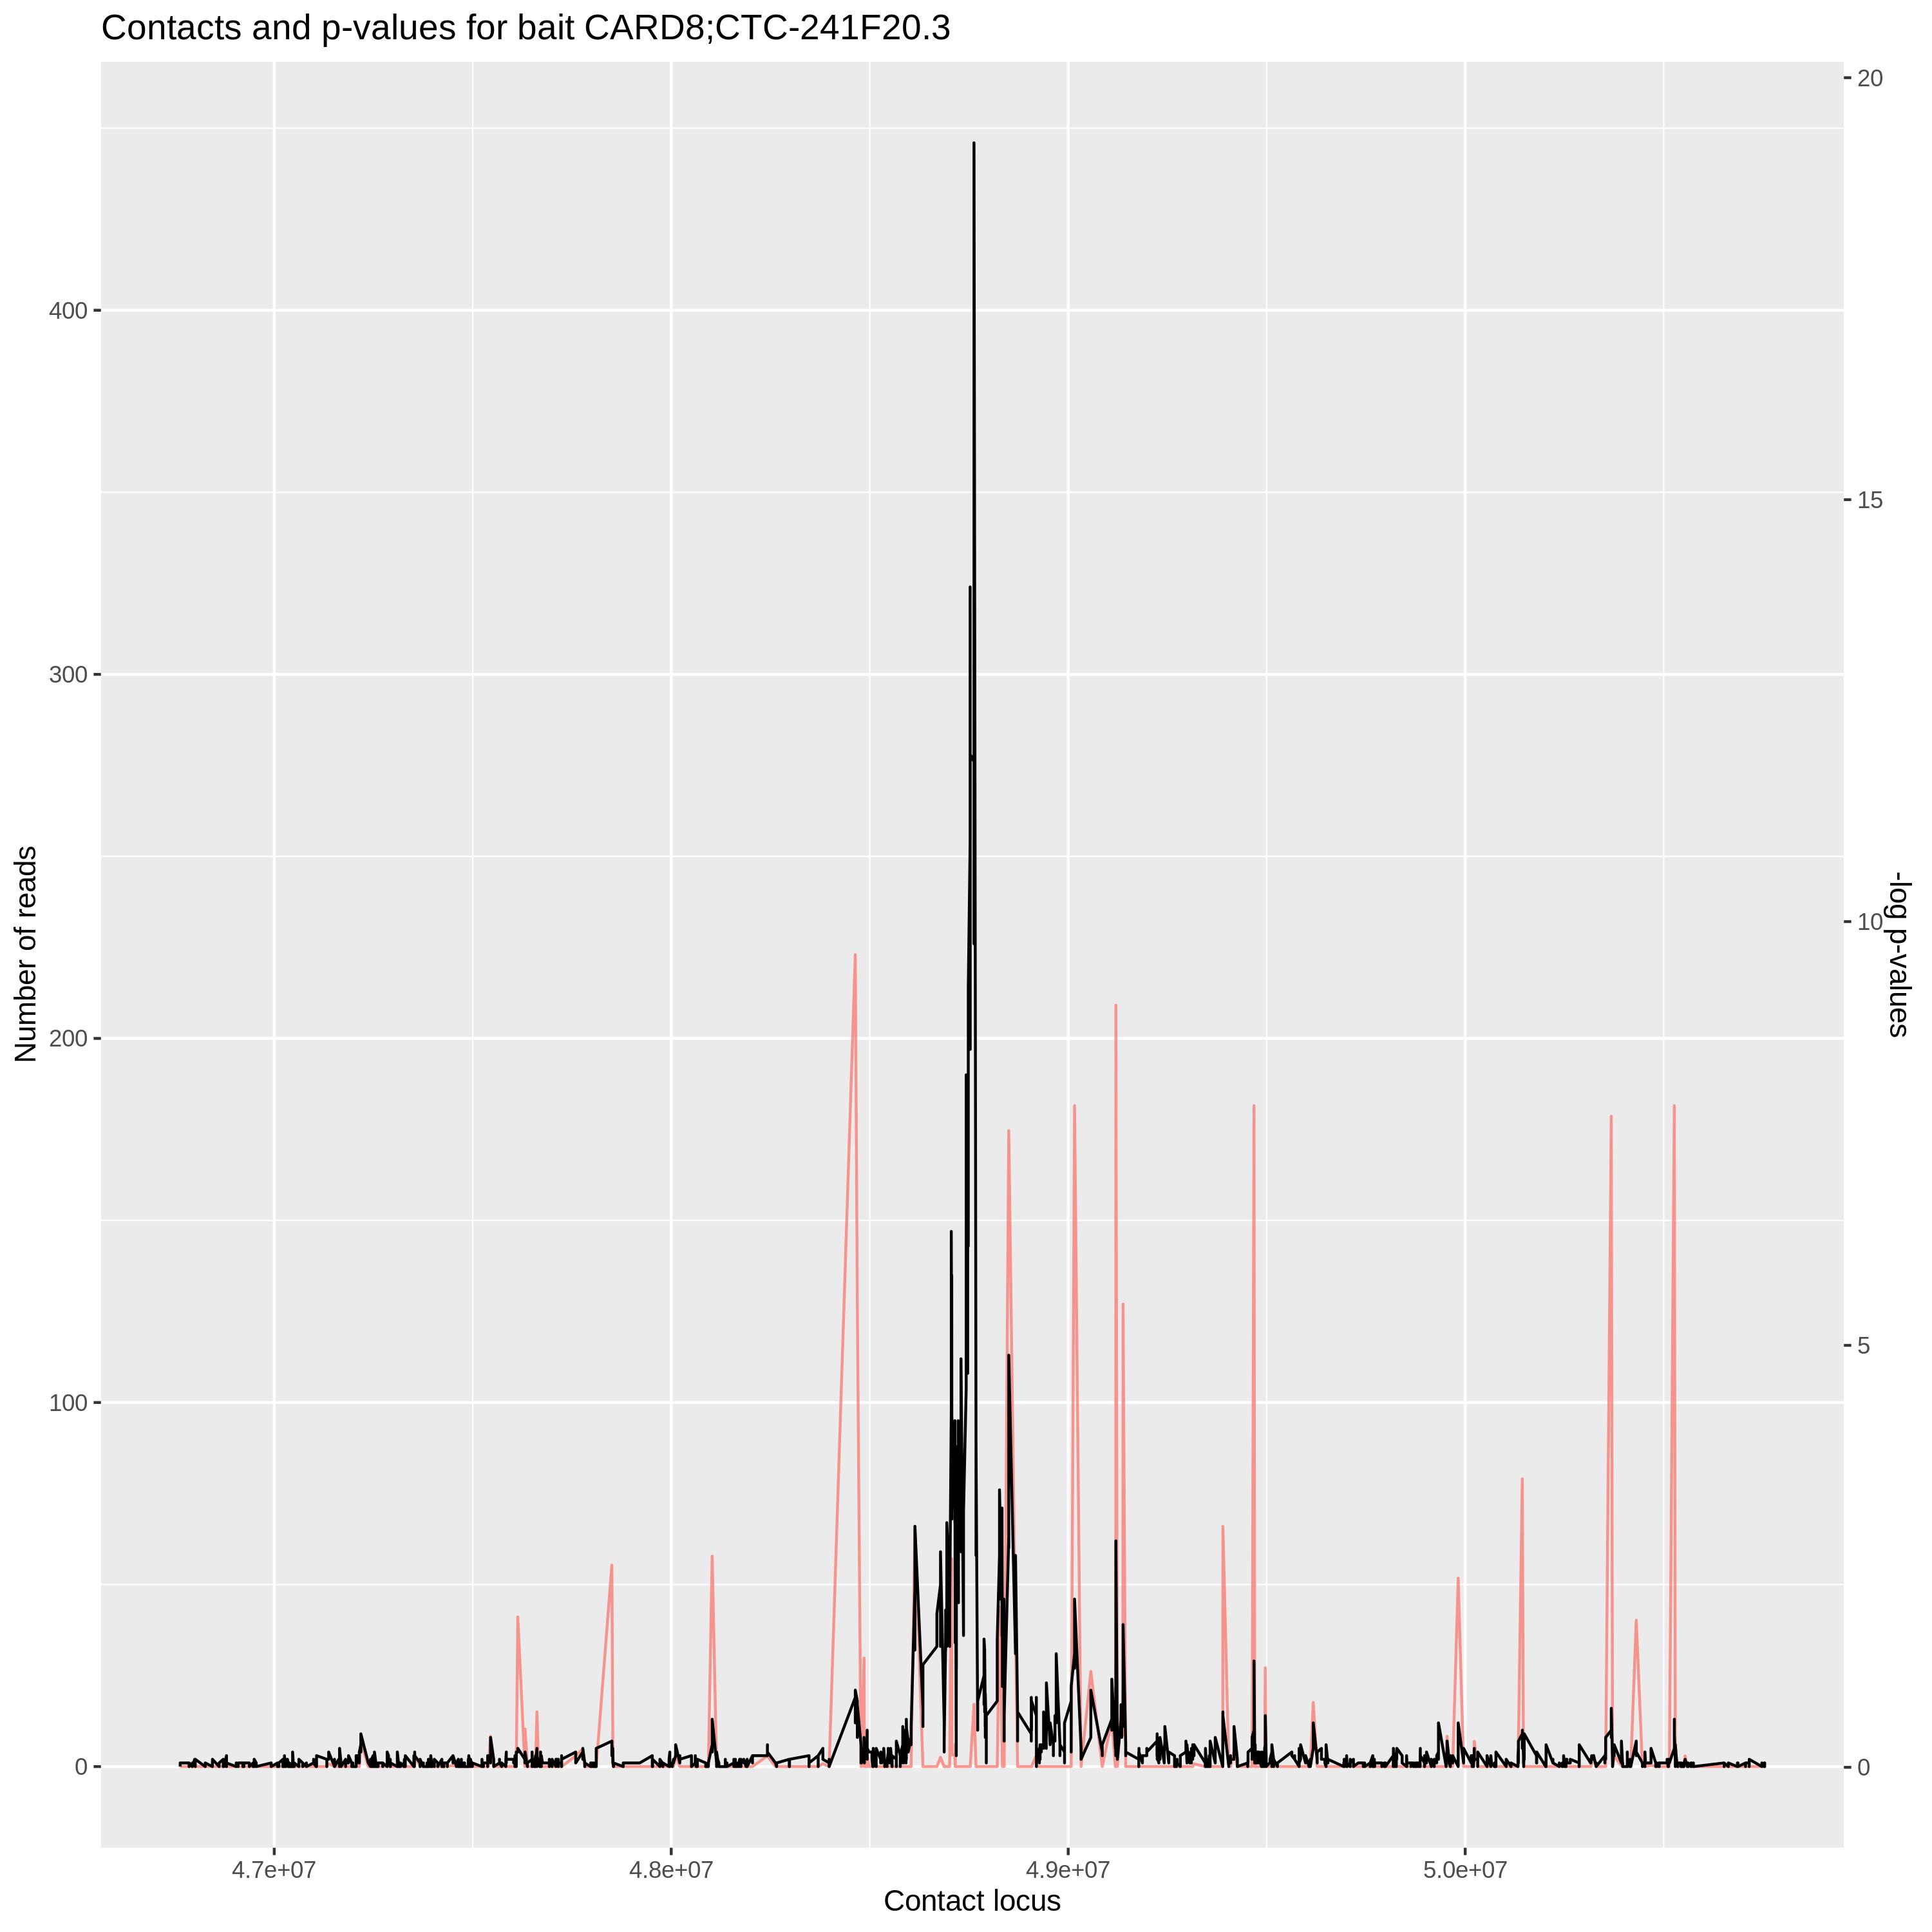 Contacts and p-values for bait CARD8;CTC-241F20.3
Number of reads
400
300
200
100
0
20
15
10
5
0
-log p-values
4.7e+07
4.8e+07
4.9e+07
5.0e+07
Contact locus